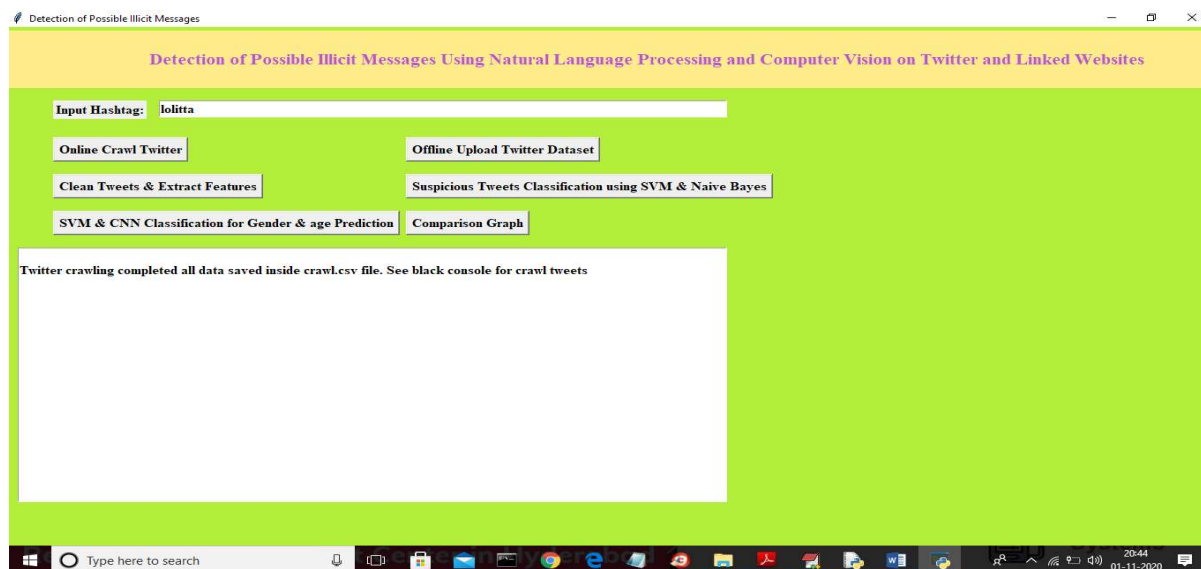 Detection of Possible Illicit Messages
Detection of Possible Illicit Messages Using Natural Language Processing and Computer Vision on Twitter and Linked Websites
Input Hashtag: lolitta
Online Crawl Twitter Offline Upload Twitter Dataset
Clean Tweets & Extract Features Suspicious Tweets Classification using SVM & Naive Bayes
SVM & CNN Classification for Gender & age Prediction Comparison Graph
Twitter crawling completed all data saved inside crawl.csv file. See black console for crawl tweets
Type here to search
20:44
01-11-2020